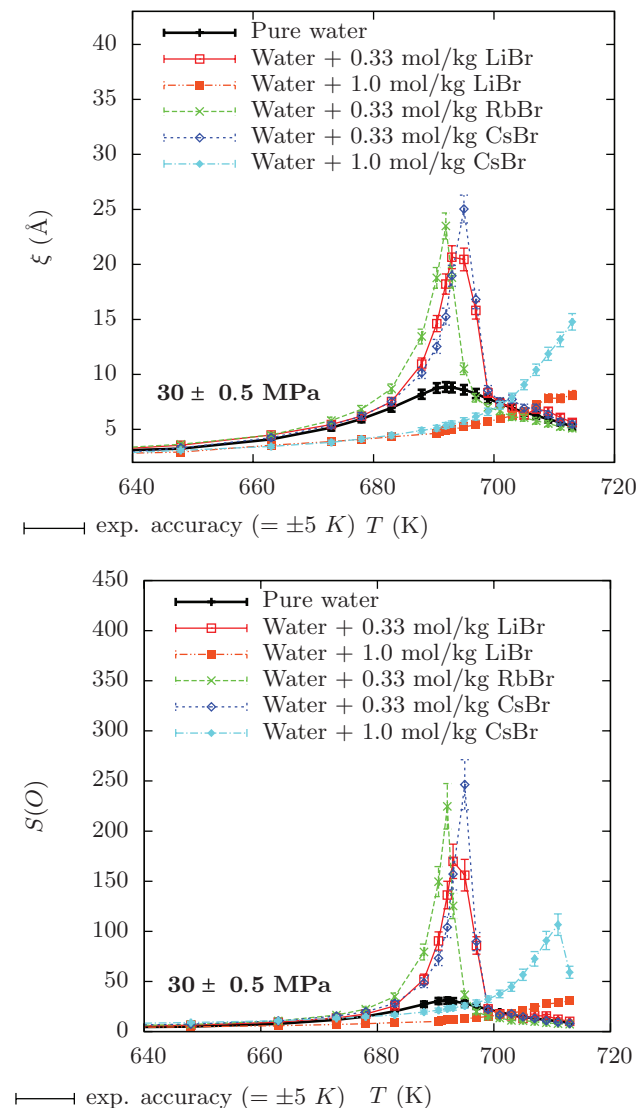 Pure water
Water + 0.33 mol/kg LiBr
Water + 1.0 mol/kg LiBr
Water + 0.33 mol/kg RbBr
Water + 0.33 mol/kg CsBr
Water + 1.0 mol/kg CsBr
40
35
30
25
20
15
10
5
ξ (Å)
30 ± 0.5 MPa
640 660 680 700 720
exp. accuracy (= ±5 K) T (K)
Pure water
Water + 0.33 mol/kg LiBr
Water + 1.0 mol/kg LiBr
Water + 0.33 mol/kg RbBr
Water + 0.33 mol/kg CsBr
Water + 1.0 mol/kg CsBr
450
400
350
300
250
200
150
100
50
0
S(O)
30 ± 0.5 MPa
640 660 680 700 720
exp. accuracy (= ±5 K) T (K)